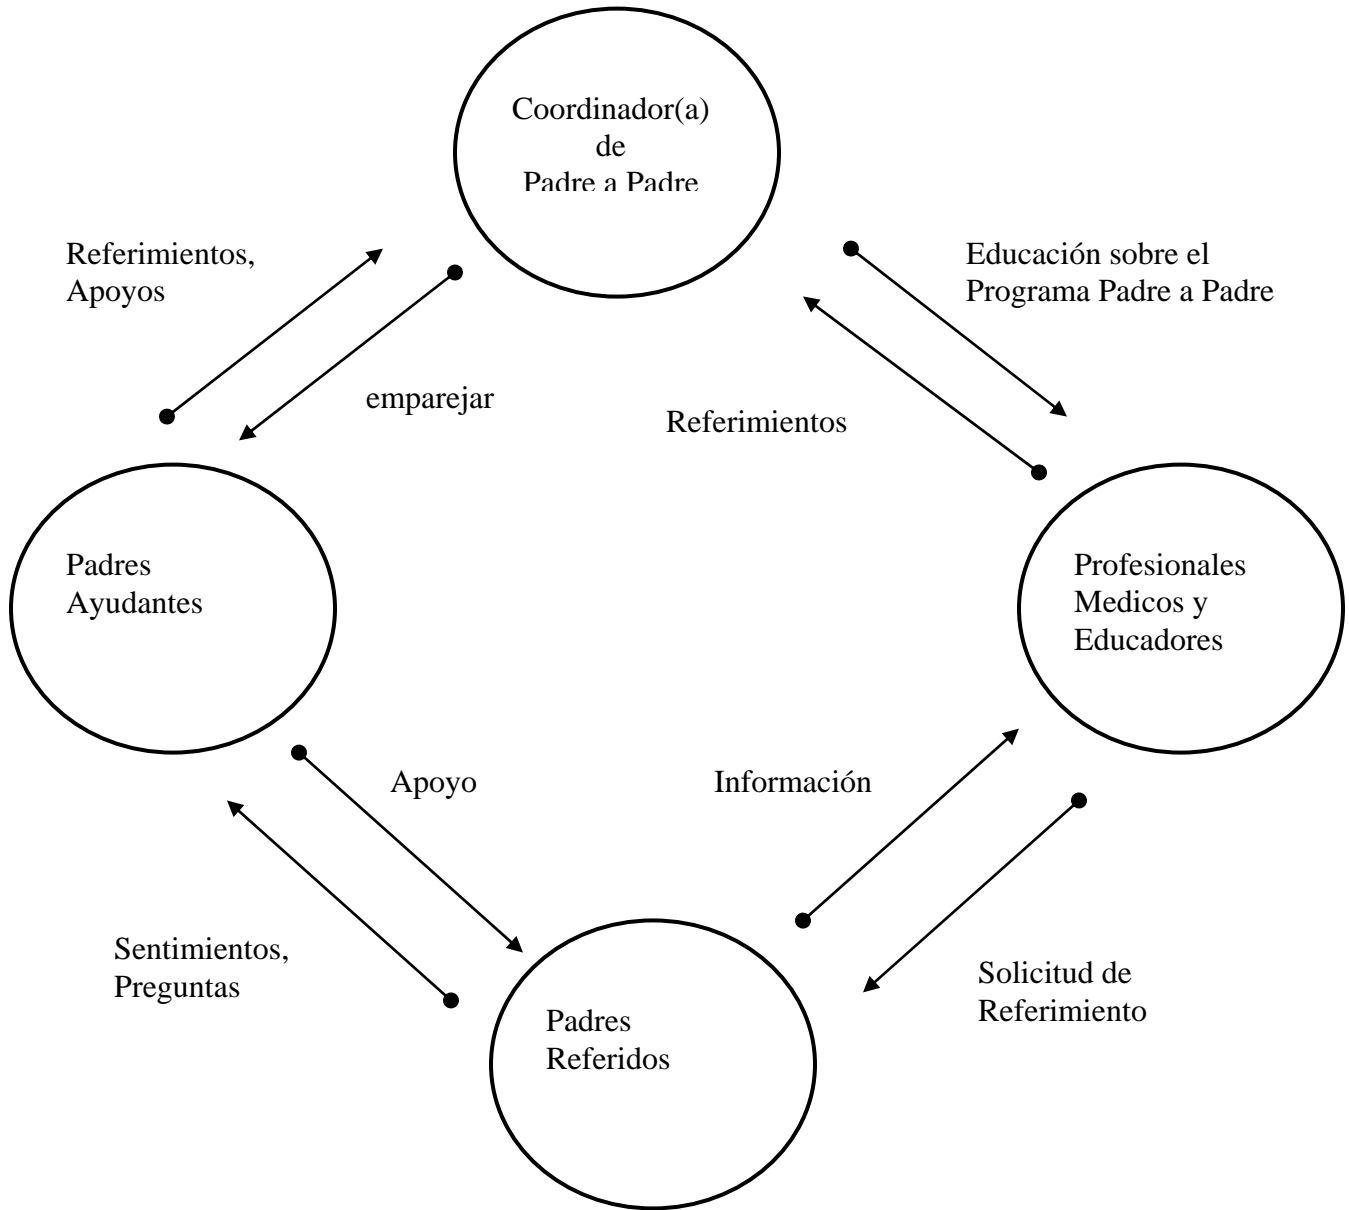 Coordinador(a)
de
Padre a Padre
Referimientos,
Apoyos
Educación sobre el
Programa Padre a Padre
emparejar
Referimientos
Padres
Ayudantes
Profesionales
Medicos y
Educadores
Apoyo
Información
Sentimientos,
Preguntas
Solicitud de
Referimiento
Padres
Referidos